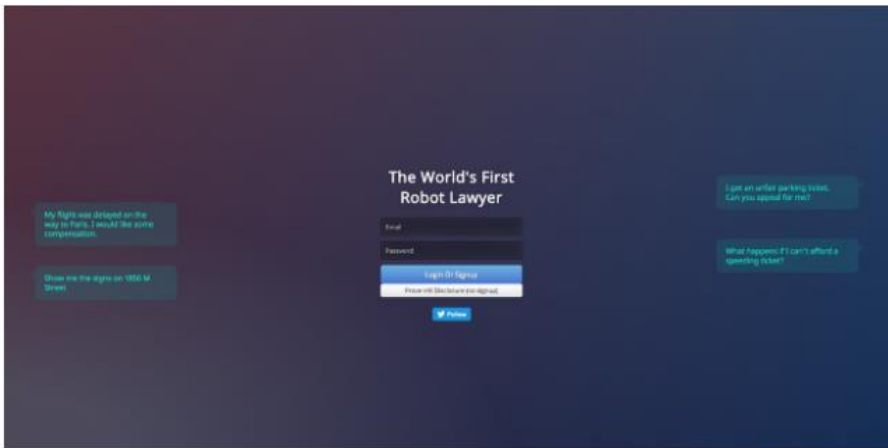 The World's First
Robot Lawyer
My flight was delayed on the
way to Paris. I would like some
compensation.
Show me the signs on 1850 M
Street
Email
Password
Login Or Signup
(no signup)
Follow
I got an unfair parking ticket.
Can you appeal for me?
What happens if I can't afford a
speeding ticket?